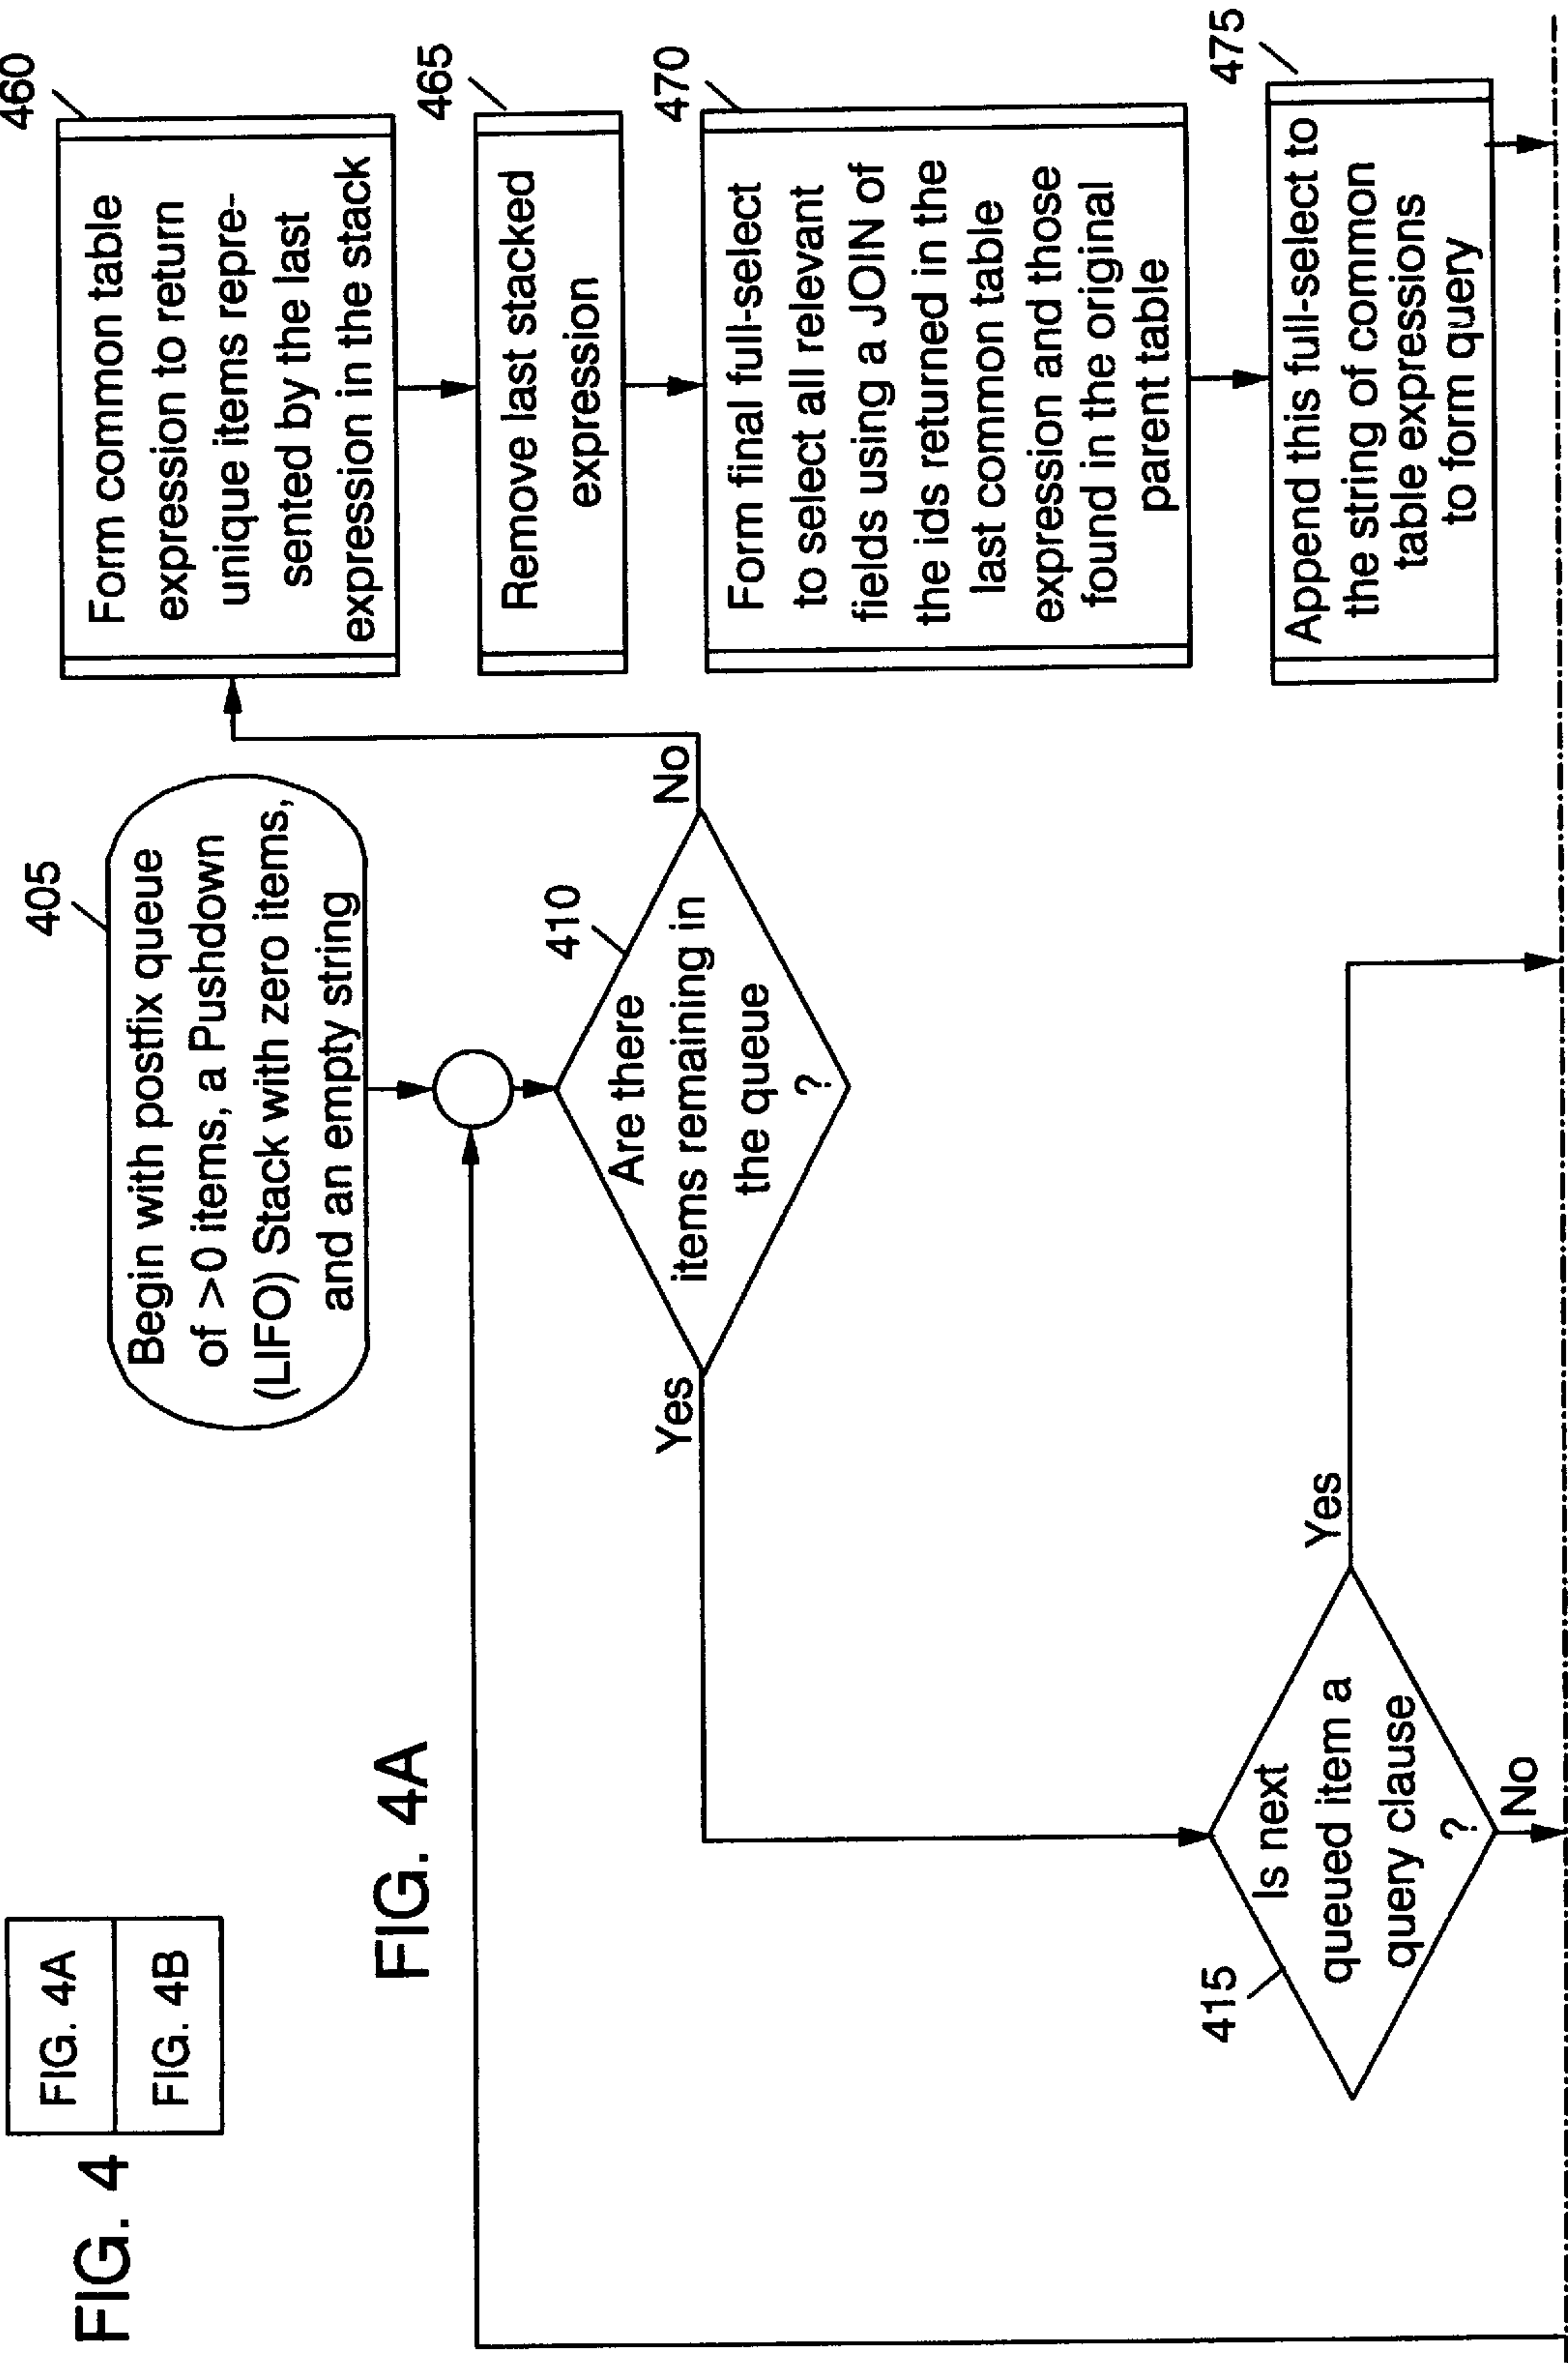 FIG. 4
FIG. 4A
FIG. 4B
FIG. 4A
405
Begin with postfix queue
of >0 items, a Pushdown
(LIFO) Stack with zero items,
and an empty string
410
Are there
items remaining in
the queue
?
Yes
No
415
Is next
queued item a
query clause
?
Yes
No
460
Form common table
expression to return
unique items repre-
sented by the last
expression in the stack
465
Remove last stacked
expression
470
Form final full-select
to select all relevant
fields using a JOIN of
the ids returned in the
last common table
expression and those
found in the original
parent table
475
Append this full-select to
the string of common
table expressions
to form query